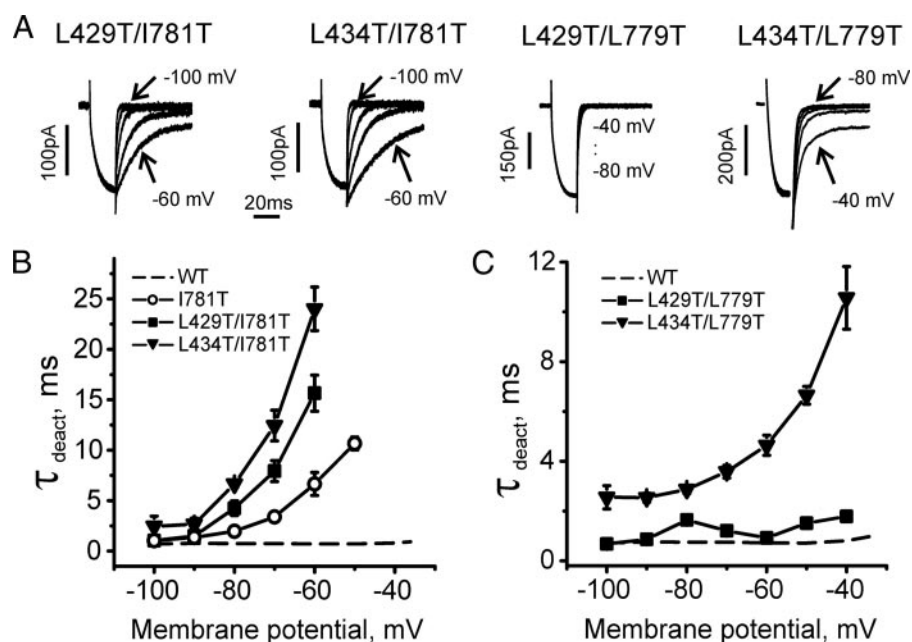 A
L429T/I781T L434T/I781T L429T/L779T L434T/L779T
-100 mV
-60 mV
100pA
-100 mV
-60 mV
100pA
20ms
-40 mV
:
-80 mV
150pA
-80 mV
-40 mV
200pA
B
WT
I781T
L429T/I781T
L434T/I781T
τ deact, ms
25
20
15
10
5
0
-100 -80 -60 -40
Membrane potential, mV
C
WT
L429T/L779T
L434T/L779T
τ deact, ms
12
8
4
0
-100 -80 -60 -40
Membrane potential, mV